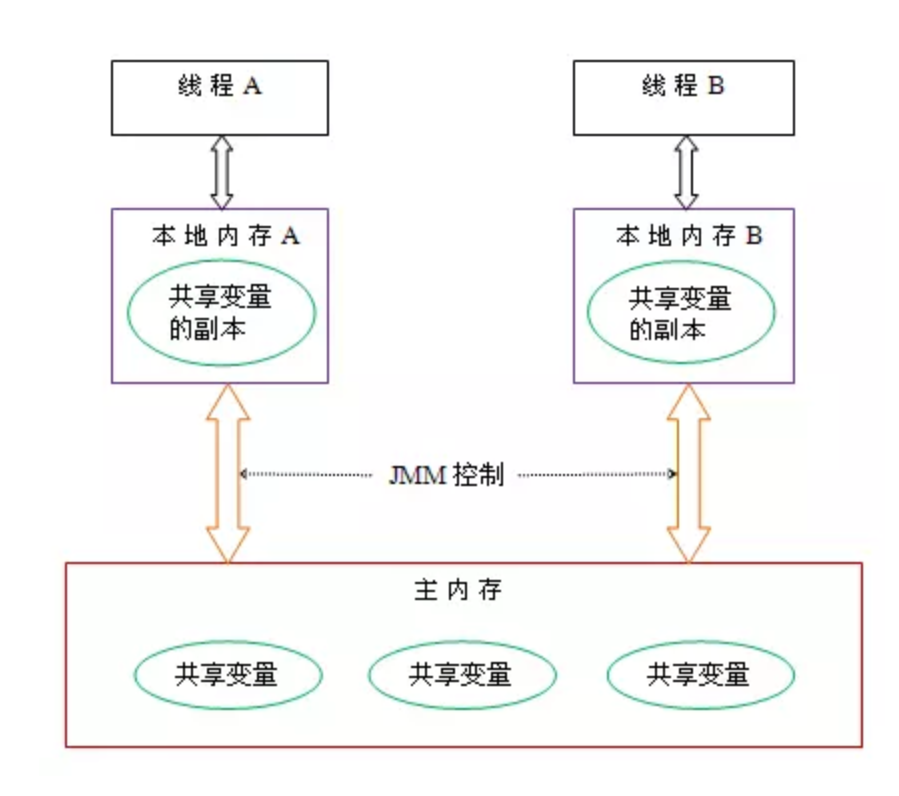 线程 A
线程 B
本地内存 A
本地内存 B
共享变量
的副本
共享变量
的副本
JMM 控制
主内存
共享变量
共享变量
共享变量